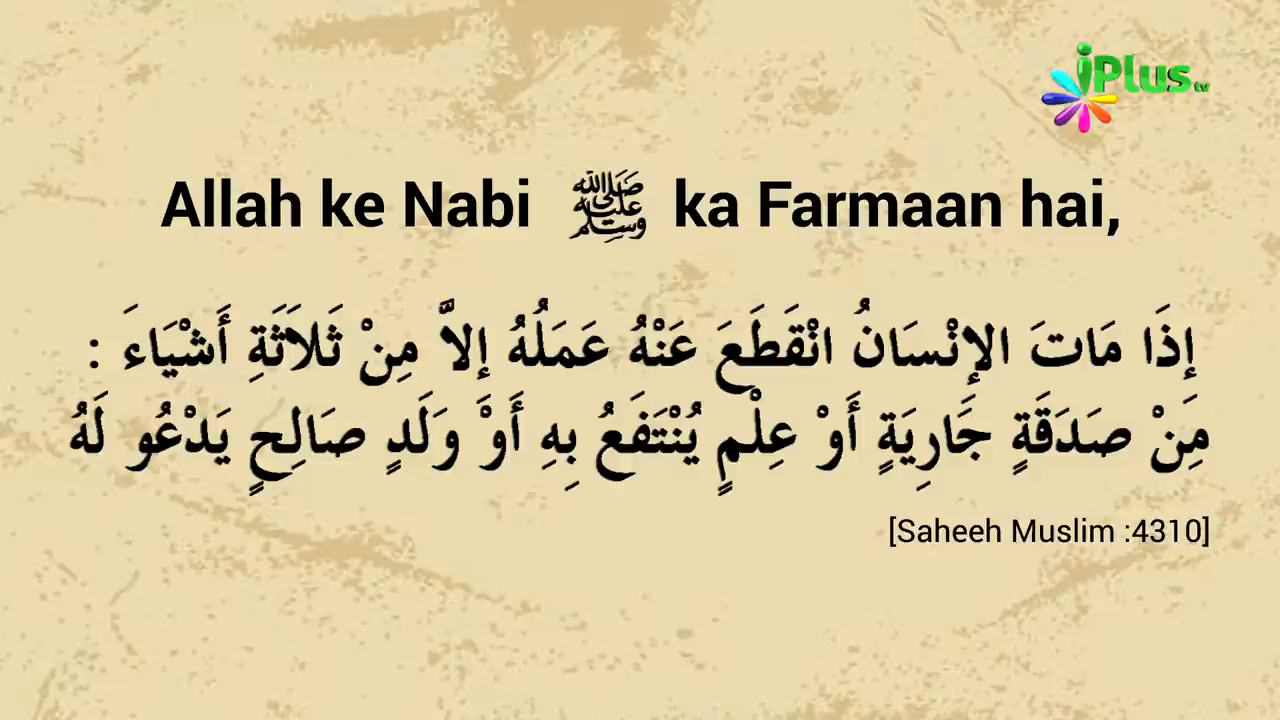 iPlus tv
Allah ke Nabi ﷺ ka Farmaan hai,
إِذَا مَاتَ الإِنْسَانُ انْقَطَعَ عَنْهُ عَمَلُهُ إِلاَّ مِنْ ثَلاَثَةِ أَشْيَاءَ :
مِنْ صَدَقَةٍ جَارِيَةٍ أَوْ عِلْمٍ يُنْتَفَعُ بِهِ أَوْ وَلَدٍ صَالِحٍ يَدْعُو لَهُ
[Saheeh Muslim :4310]